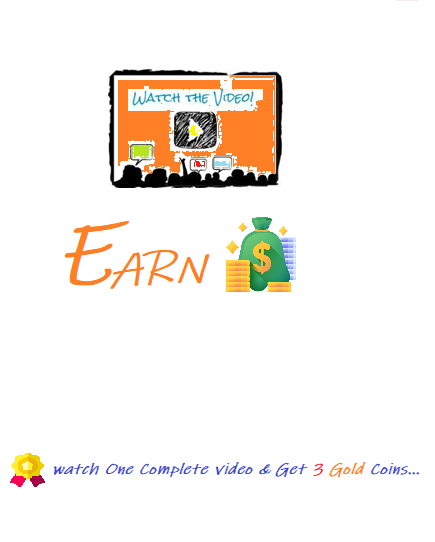 WATCH THE VIDEO!
EARN
$
watch One Complete video & Get 3 Gold Coins...